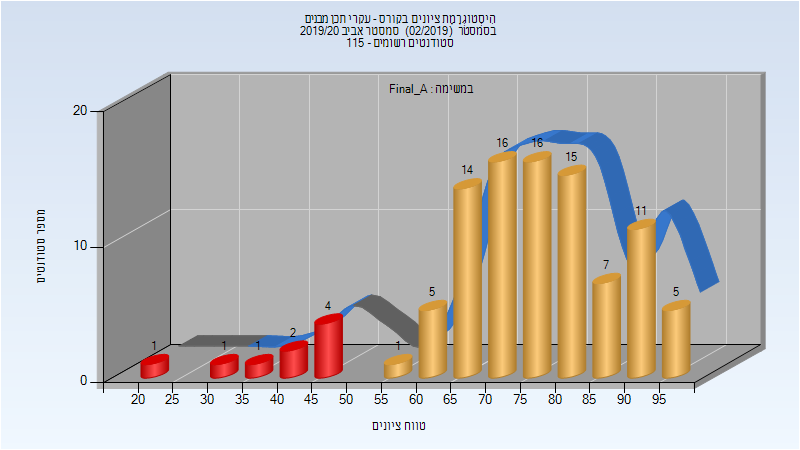 היסטוגרמת ציונים בקורס - עקרי תכן מבנים
בסמסטר (02/2019) סמסטר אביב 2019/20
סטודנטים רשומים - 115
במשימה : Final_A
מספר סטודנטים
20
10
0
1
1
1
2
4
1
5
14
16
16
15
7
11
5
20 25 30 35 40 45 50 55 60 65 70 75 80 85 90 95
טווח ציונים